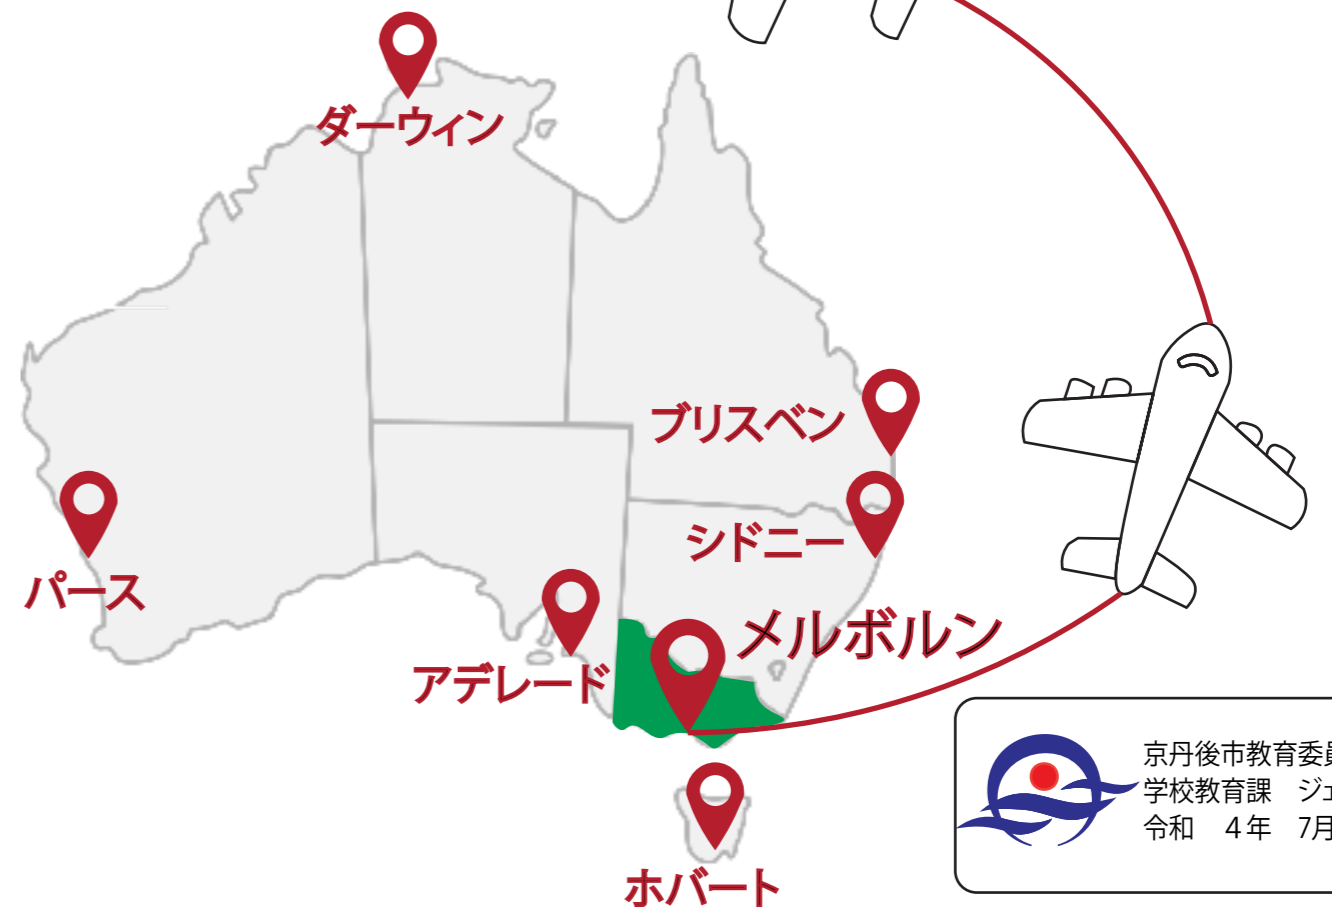 ダーウィン
ブリスベン
シドニー
パース
メルボルン
アデレード
ホバート
京丹後市教育委
学校教育課 ジェ
令和 4年 7月